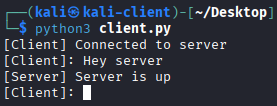 ┌──(kali㉿kali-client)-[~/Desktop]
└─$ python3 client.py
[Client] Connected to server
[Client]: Hey server
[Server] Server is up
[Client]: